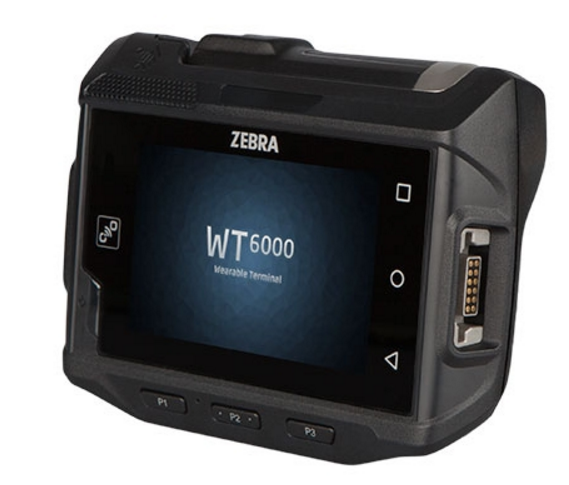 ZEBRA
WT6000
Wearable Terminal
P1
P2
P3